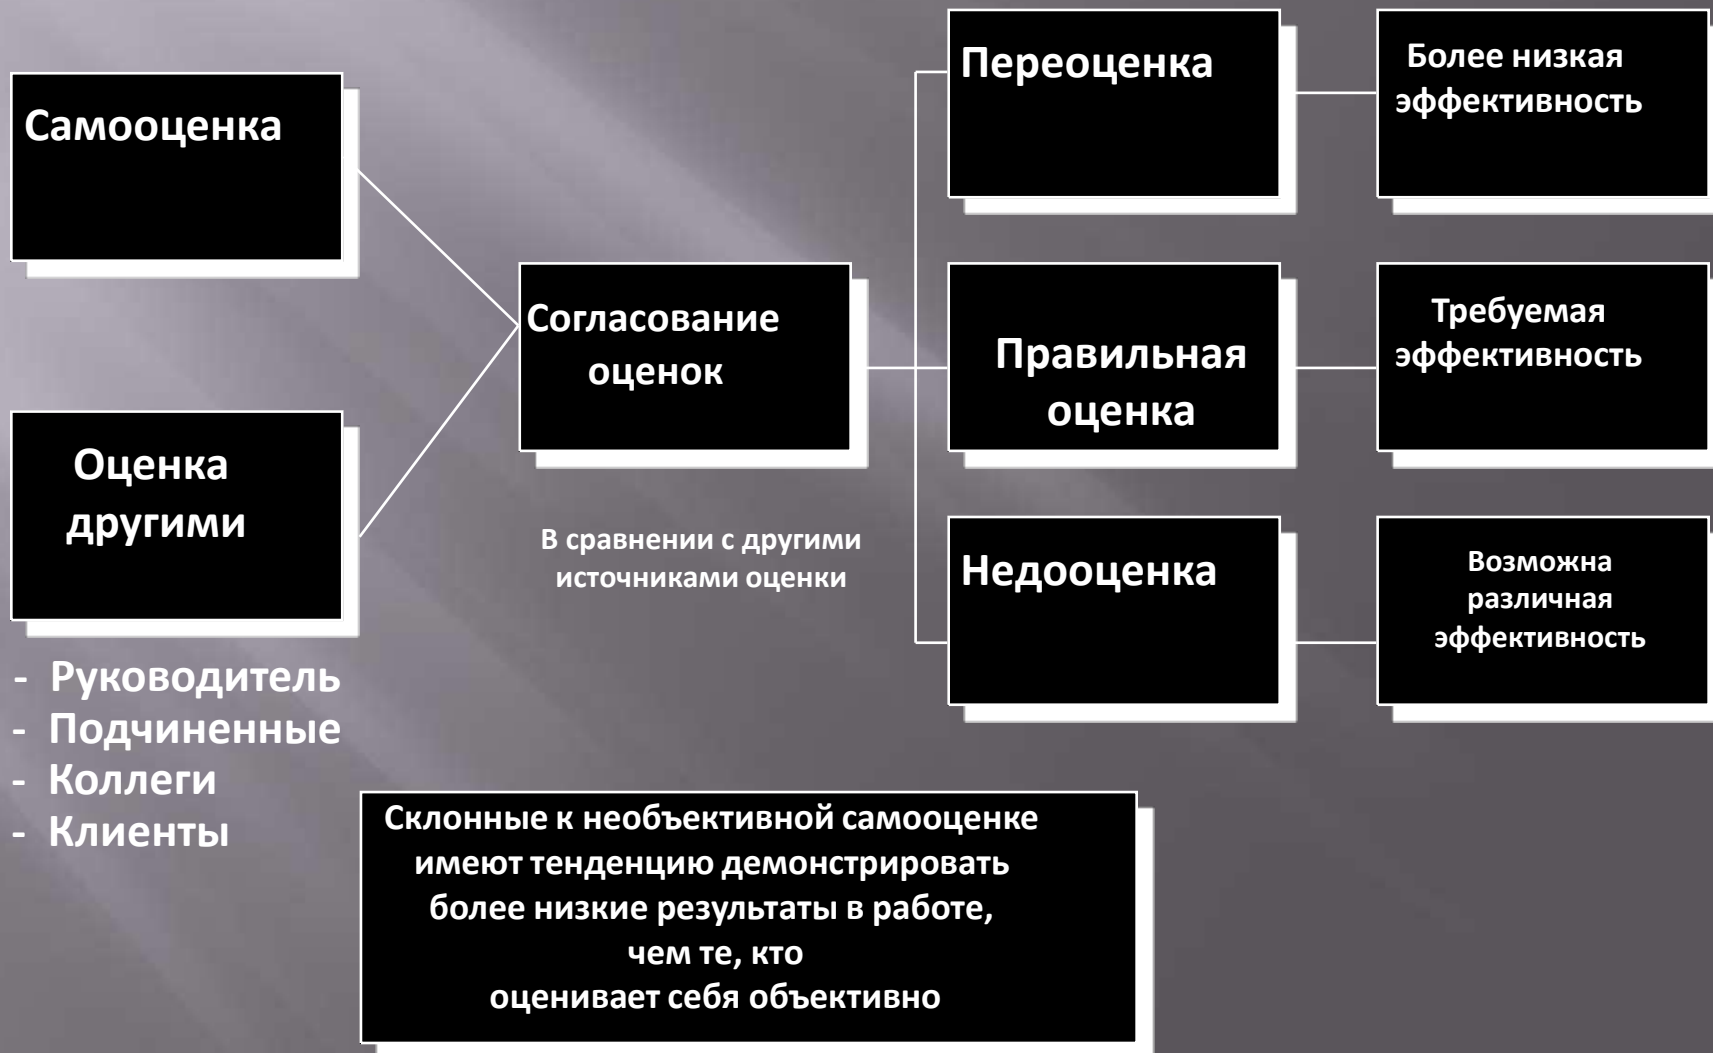 Самооценка
Оценка
другими
- Руководитель
- Подчиненные
- Коллеги
- Клиенты
Согласование
оценок
В сравнении с другими
источниками оценки
Переоценка
Более низкая
эффективность
Правильная
оценка
Требуемая
эффективность
Недооценка
Возможна
различная
эффективность
Склонные к необъективной самооценке
имеют тенденцию демонстрировать
более низкие результаты в работе,
чем те, кто
оценивает себя объективно